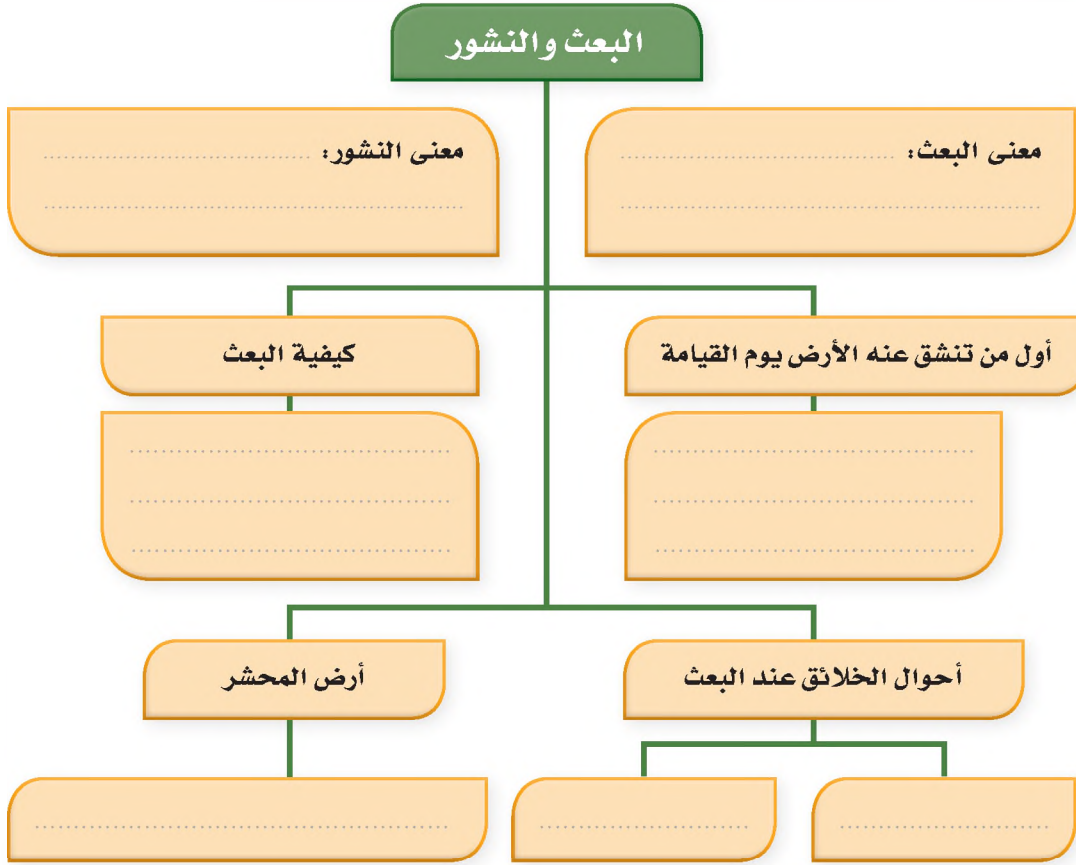 البعث والنشور
معنى البعث: ........................................
........................................
معنى النشور: ........................................
........................................
أول من تنشق عنه الأرض يوم القيامة
........................................
........................................
........................................
كيفية البعث
........................................
........................................
........................................
أحوال الخلائق عند البعث
........................................
........................................
أرض المحشر
........................................